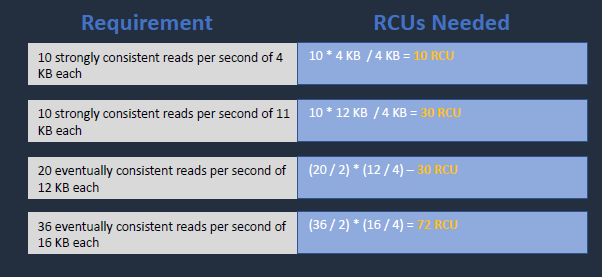 Requirement
RCUs Needed
10 strongly consistent reads per second of 4
KB each
10 * 4 KB / 4 KB = 10 RCU
10 strongly consistent reads per second of 11
KB each
10 * 12 KB / 4 KB = 30 RCU
20 eventually consistent reads per second of
12 KB each
(20 / 2) * (12 / 4) – 30 RCU
36 eventually consistent reads per second of
16 KB each
(36 / 2) * (16 / 4) = 72 RCU